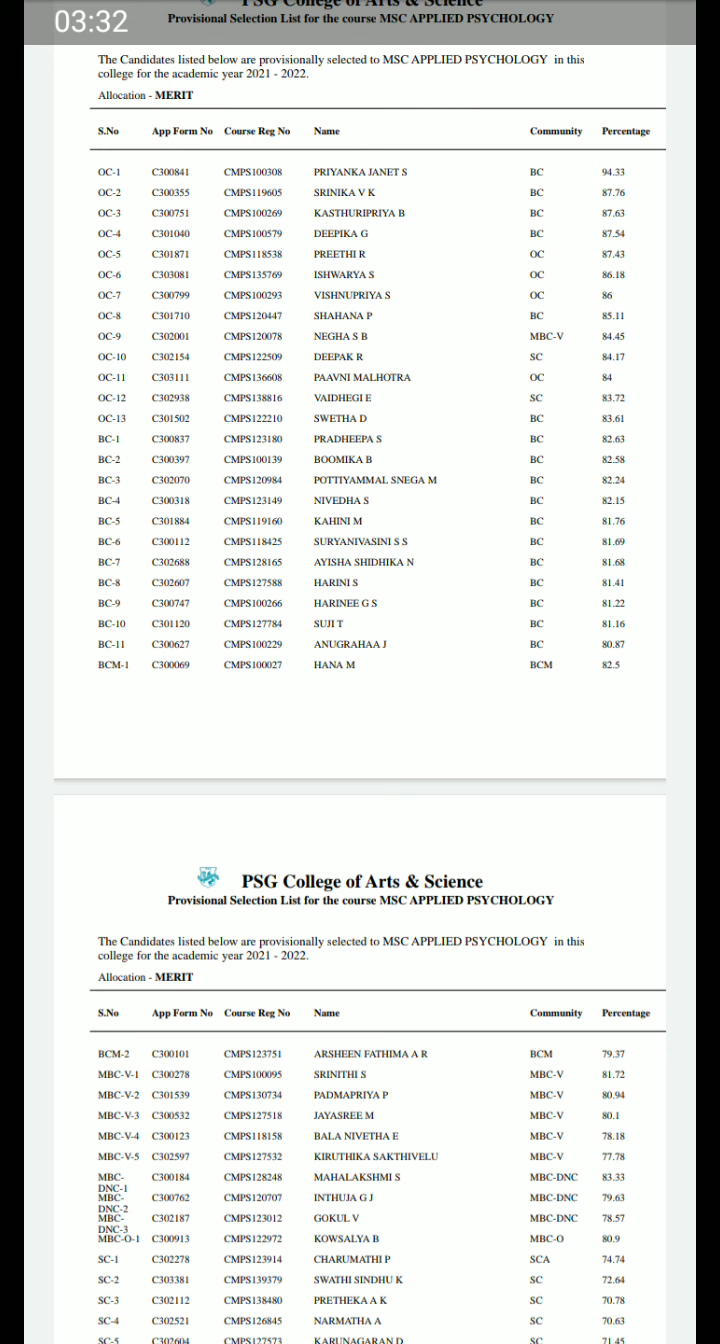 PSG College of Arts & Science
03:32
Provisional Selection List for the course MSC APPLIED PSYCHOLOGY
The Candidates listed below are provisionally selected to MSC APPLIED PSYCHOLOGY in this
college for the academic year 2021 - 2022.
Allocation - MERIT
S.No App Form No Course Reg No Name Community Percentage
OC-1 C300841 CMPS100308 PRIYANKA JANET S BC 94.33
OC-2 C300355 CMPS119605 SRINIKA V K BC 87.76
OC-3 C300751 CMPS100269 KASTHURIPRIYA B BC 87.63
OC-4 C301040 CMPS100579 DEEPIKA G BC 87.54
OC-5 C301871 CMPS118538 PREETHI R OC 87.43
OC-6 C303081 CMPS135769 ISHWARYA S OC 86.18
OC-7 C300799 CMPS100293 VISHNUPRIYA S OC 86
OC-8 C301710 CMPS120447 SHAHANA P BC 85.11
OC-9 C302001 CMPS120078 NEGHA S B MBC-V 84.45
OC-10 C302154 CMPS122509 DEEPAK R SC 84.17
OC-11 C303111 CMPS136608 PAAVNI MALHOTRA OC 84
OC-12 C302938 CMPS138816 VAIDHEGI E SC 83.72
OC-13 C301502 CMPS122210 SWETHA D BC 83.61
BC-1 C300837 CMPS123180 PRADHEEPA S BC 82.63
BC-2 C300397 CMPS100139 BOOMIKA B BC 82.58
BC-3 C302070 CMPS120984 POTTIYAMMAL SNEGA M BC 82.24
BC-4 C300318 CMPS123149 NIVEDHA S BC 82.15
BC-5 C301884 CMPS119160 KAHINI M BC 81.76
BC-6 C300112 CMPS118425 SURYANIVASINI S S BC 81.69
BC-7 C302688 CMPS128165 AYISHA SHIDHIKA N BC 81.68
BC-8 C302607 CMPS127588 HARINI S BC 81.41
BC-9 C300747 CMPS100266 HARINEE G S BC 81.22
BC-10 C301120 CMPS127784 SUJI T BC 81.16
BC-11 C300627 CMPS100229 ANUGRAHAA J BC 80.87
BCM-1 C300069 CMPS100027 HANA M BCM 82.5
PSG College of Arts & Science
Provisional Selection List for the course MSC APPLIED PSYCHOLOGY
The Candidates listed below are provisionally selected to MSC APPLIED PSYCHOLOGY in this
college for the academic year 2021 - 2022.
Allocation - MERIT
S.No App Form No Course Reg No Name Community Percentage
BCM-2 C300101 CMPS123751 ARSHEEN FATHIMA A R BCM 79.37
MBC-V-1 C300278 CMPS100095 SRINITHI S MBC-V 81.72
MBC-V-2 C301539 CMPS130734 PADMAPRIYA P MBC-V 80.94
MBC-V-3 C300532 CMPS127518 JAYASREE M MBC-V 80.1
MBC-V-4 C300123 CMPS118158 BALA NIVETHA E MBC-V 78.18
MBC-V-5 C302597 CMPS127532 KIRUTHIKA SAKTHIVELU MBC-V 77.78
MBC- C300184 CMPS128248 MAHALAKSHMI S MBC-DNC 83.33
DNC-1
MBC- C300762 CMPS120707 INTHUJA G J MBC-DNC 79.63
DNC-2
MBC- C302187 CMPS123012 GOKUL V MBC-DNC 78.57
DNC-3
MBC-O-1 C300913 CMPS122972 KOWSALYA B MBC-O 80.9
SC-1 C302278 CMPS123914 CHARUMATHI P SCA 74.74
SC-2 C303381 CMPS139379 SWATHI SINDHU K SC 72.64
SC-3 C302112 CMPS138480 PRETHEKA A K SC 70.78
SC-4 C302521 CMPS126845 NARMATHA A SC 70.63
SC-5 C302604 CMPS127573 KARUNAGARAN D SC 71.45